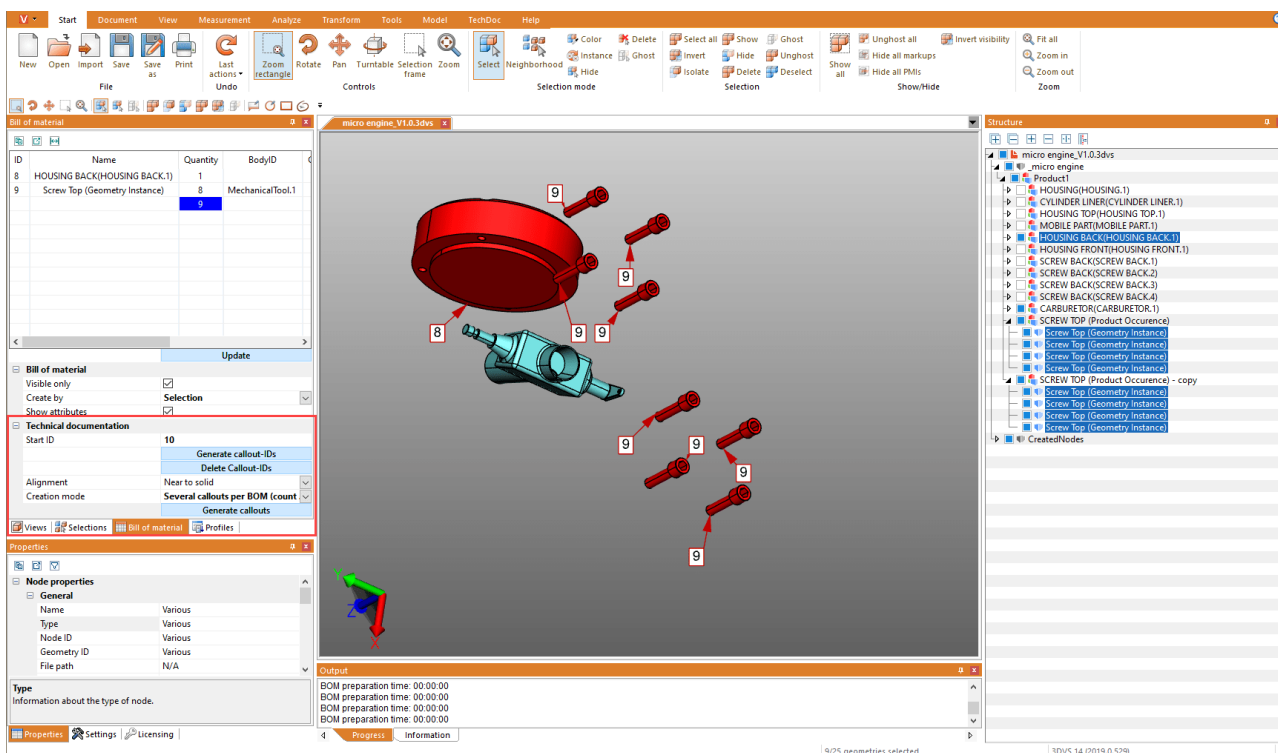 V Start Document View Measurement Analyze Transform Tools Model TechDoc Help
New Open Import Save Save as Print
File
Last actions
Undo
Zoom rectangle Rotate Pan Turntable Selection frame Zoom
Controls
Select Neighborhood
Color Delete
Instance Ghost
Hide
Selection mode
Select all Show Ghost
Invert Hide Unghost
Isolate Delete Deselect
Selection
Show all
Unghost all Invert visibility
Hide all markups
Hide all PMIs
Show/Hide
Fit all
Zoom in
Zoom out
Zoom
Bill of material
ID Name Quantity BodyID
8 HOUSING BACK(HOUSING BACK.1) 1
9 Screw Top (Geometry Instance) 8 MechanicalTool.1
9
Update
Bill of material
Visible only
Create by Selection
Show attributes
Technical documentation
Start ID 10
Generate callout-IDs
Delete Callout-IDs
Alignment Near to solid
Creation mode Several callouts per BOM (count
Generate callouts
Views Selections Bill of material Profiles
Properties
Node properties
General
Name Various
Type Various
Node ID Various
Geometry ID Various
File path N/A
Type
Information about the type of node.
Properties Settings Licensing
micro engine_V1.0.3dvs
9
9
9
9
9
8
9
9
9
9
Y
Z
X
Output
BOM preparation time: 00:00:00
BOM preparation time: 00:00:00
BOM preparation time: 00:00:00
BOM preparation time: 00:00:00
Progress Information
Structure
micro engine_V1.0.3dvs
_micro engine
Product1
HOUSING(HOUSING.1)
CYLINDER LINER(CYLINDER LINER.1)
HOUSING TOP(HOUSING TOP.1)
MOBILE PART(MOBILE PART.1)
HOUSING BACK(HOUSING BACK.1)
HOUSING FRONT(HOUSING FRONT.1)
SCREW BACK(SCREW BACK.1)
SCREW BACK(SCREW BACK.2)
SCREW BACK(SCREW BACK.3)
SCREW BACK(SCREW BACK.4)
CARBURETOR(CARBURETOR.1)
SCREW TOP (Product Occurence)
Screw Top (Geometry Instance)
Screw Top (Geometry Instance)
Screw Top (Geometry Instance)
Screw Top (Geometry Instance)
SCREW TOP (Product Occurence) - copy
Screw Top (Geometry Instance)
Screw Top (Geometry Instance)
Screw Top (Geometry Instance)
Screw Top (Geometry Instance)
CreatedNodes
9/25 geometries selected
3DVS 14 (2019.0.529)